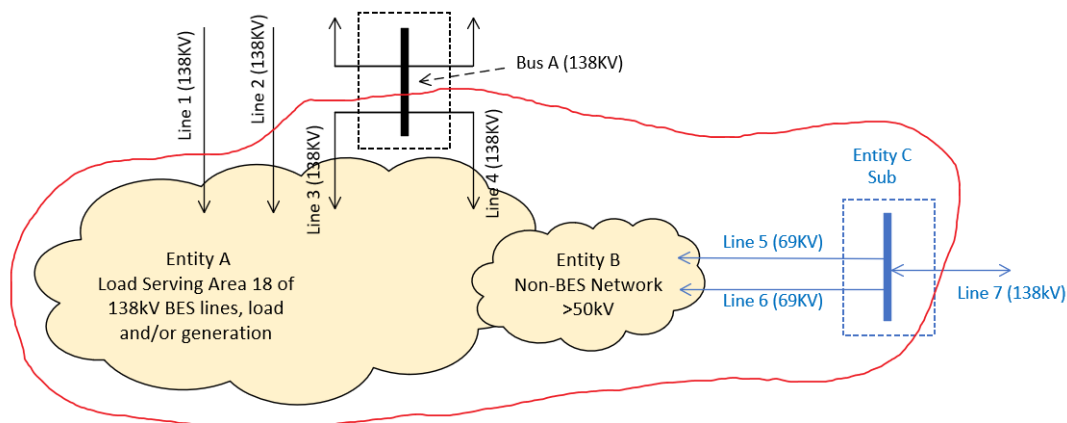 Line 1 (138KV)
Line 2 (138KV)
Bus A (138KV)
Line 3 (138KV)
Line 4 (138KV)
Entity A
Load Serving Area 18 of
138kV BES lines, load
and/or generation
Entity B
Non-BES Network
>50kV
Entity C
Sub
Line 5 (69KV)
Line 6 (69KV)
Line 7 (138kV)